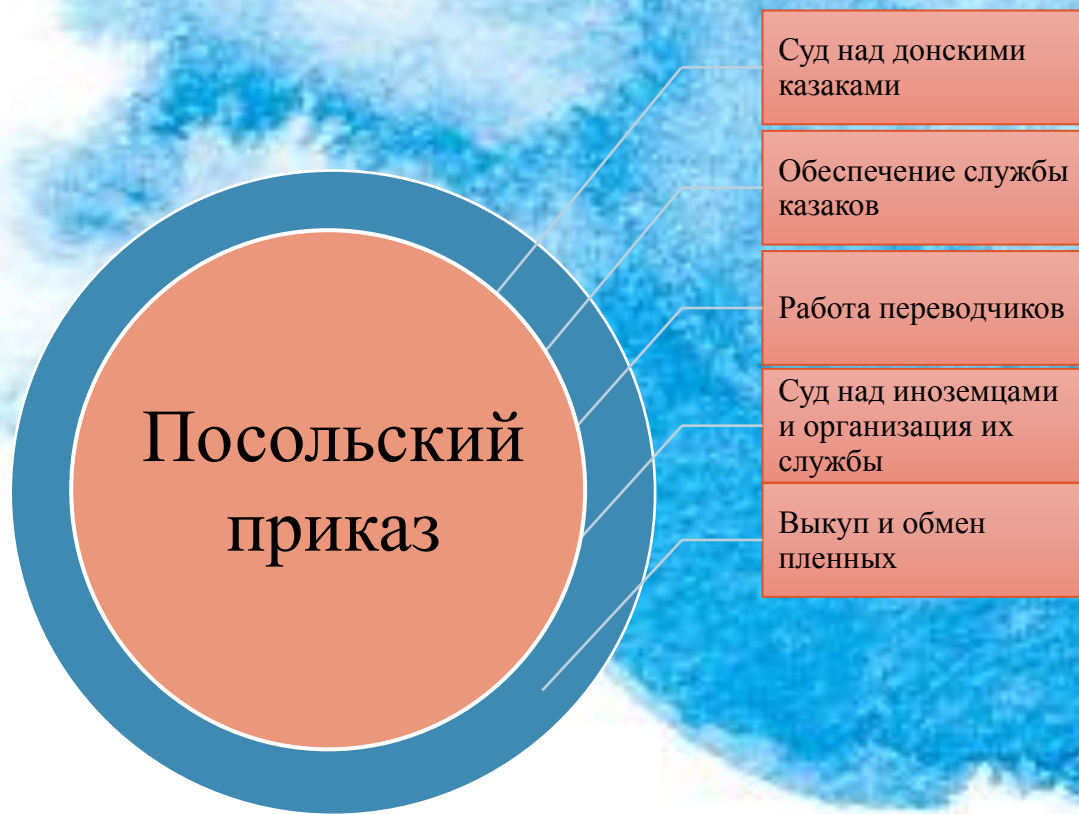 Посольский
приказ
Суд над донскими
казаками
Обеспечение службы
казаков
Работа переводчиков
Суд над иноземцами
и организация их
службы
Выкуп и обмен
пленных